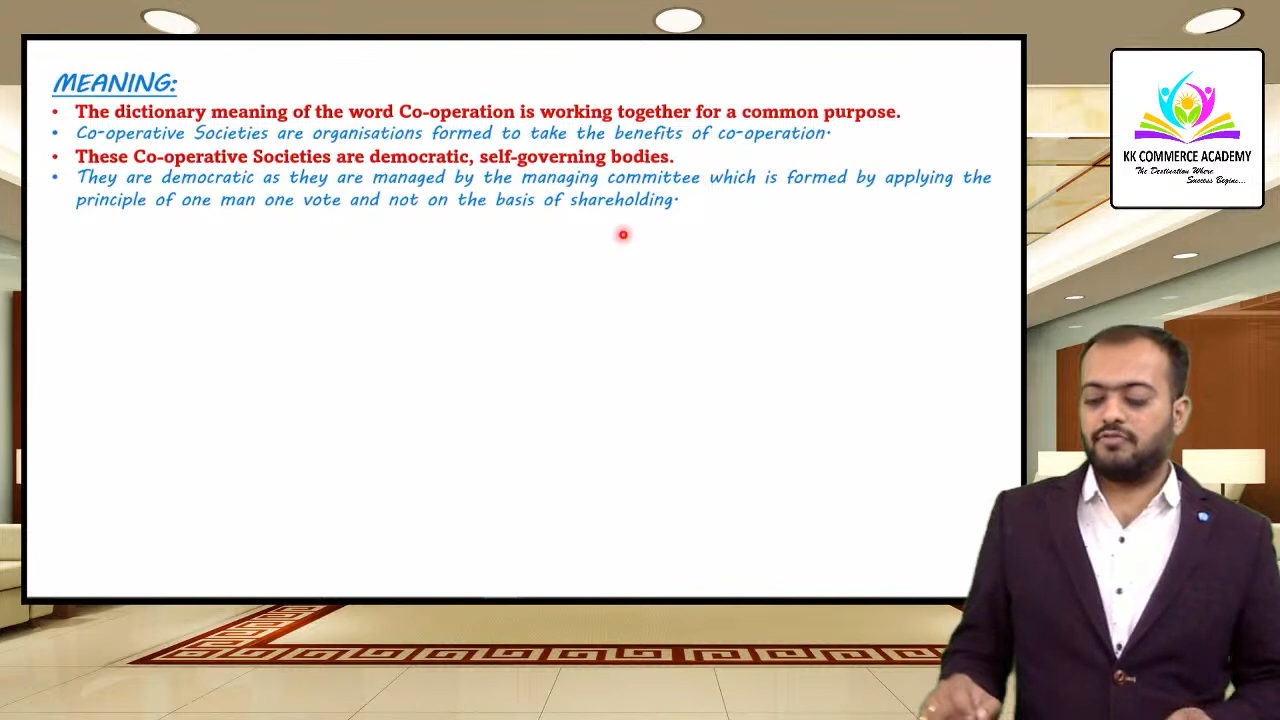 MEANING:
• The dictionary meaning of the word Co-operation is working together for a common purpose.
• Co-operative Societies are organisations formed to take the benefits of co-operation.
• These Co-operative Societies are democratic, self-governing bodies.
• They are democratic as they are managed by the managing committee which is formed by applying the
principle of one man one vote and not on the basis of shareholding.
KK COMMERCE ACADEMY
The Destination Where
Success Begins...